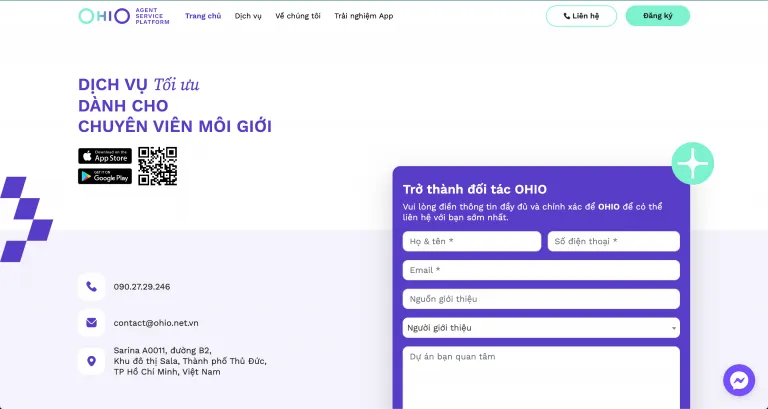 OHIO AGENT
SERVICE
PLATFORM
Trang chủ
Dịch vụ
Về chúng tôi
Trải nghiệm App
Liên hệ
Đăng ký
DỊCH VỤ Tối ưu
DÀNH CHO
CHUYÊN VIÊN MÔI GIỚI
Download on the
App Store
GET IT ON
Google Play
Trở thành đối tác OHIO
Vui lòng điền thông tin đầy đủ và chính xác để OHIO để có thể
liên hệ với bạn sớm nhất.
Họ & tên *
Số điện thoại *
Email *
Nguồn giới thiệu
Người giới thiệu
Dự án bạn quan tâm
090.27.29.246
contact@ohio.net.vn
Sarina A0011, đường B2,
Khu đô thị Sala, Thành phố Thủ Đức,
TP Hồ Chí Minh, Việt Nam